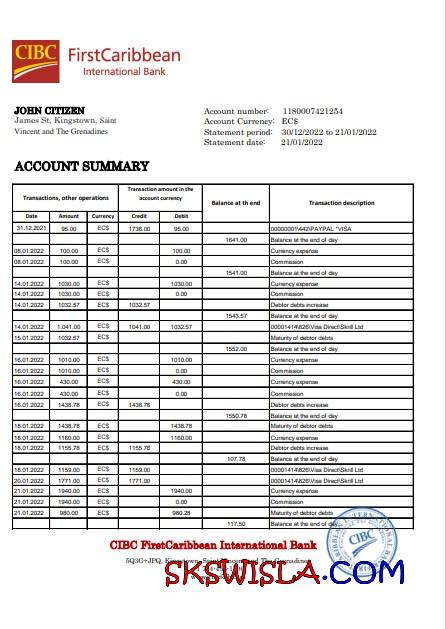 CIBC FirstCaribbean
International Bank
JOHN CITIZEN
James St, Kingstown, Saint
Vincent and The Grenadines
Account number: 1180007421254
Account Currency: EC$
Statement period: 30/12/2022 to 21/01/2022
Statement date: 21/01/2022
ACCOUNT SUMMARY
Transactions, other operations Transaction amount in the account currency Balance at th end Transaction description
Date Amount Currency Credit Debit
31.12.2021 95.00 EC$ 1736.00 95.00 00000001\442\PAYPAL *VISA
1641.00 Balance at the end of day
08.01.2022 100.00 EC$ 100.00 Currency expense
08.01.2022 100.00 EC$ 0.00 Commission
1541.00 Balance at the end of day
14.01.2022 1030.00 EC$ 1030.00 Currency expense
14.01.2022 1030.00 EC$ 0.00 Commission
14.01.2022 1032.57 EC$ 1032.57 Debtor debts increase
1543.57 Balance at the end of day
14.01.2022 1.041.00 EC$ 1041.00 1032.57 00001414\826\Visa Direct\Skrill Ltd
15.01.2022 1032.57 EC$ Maturity of debtor debts
1552.00 Balance at the end of day
16.01.2022 1010.00 EC$ 1010.00 Currency expense
16.01.2022 1010.00 EC$ 0.00 Commission
16.01.2022 430.00 EC$ 430.00 Currency expense
16.01.2022 430.00 EC$ 0.00 Commission
16.01.2022 1438.78 EC$ 1438.78 Debtor debts increase
1550.78 Balance at the end of day
18.01.2022 1438.78 EC$ 1438.78 Maturity of debtor debts
18.01.2022 1160.00 EC$ 1160.00 Currency expense
18.01.2022 1155.76 EC$ 1155.76 Debtor debts increase
107.78 Balance at the end of day
18.01.2022 1159.00 EC$ 1159.00 00001414\826\Visa Direct\Skrill Ltd
20.01.2022 1771.00 EC$ 1771.00 00001414\826\Visa Direct\Skrill Ltd
21.01.2022 1940.00 EC$ 1940.00 Currency expense
21.01.2022 1940.00 EC$ 0.00 Commission
21.01.2022 980.00 EC$ 980.28 Maturity of debtor debts
117.50 Balance at the end of day
CIBC FirstCaribbean International Bank
5Q3G+JPQ, Kingstown, Saint Vincent and The Grenadines
SKSWISLA.COM
CIBC